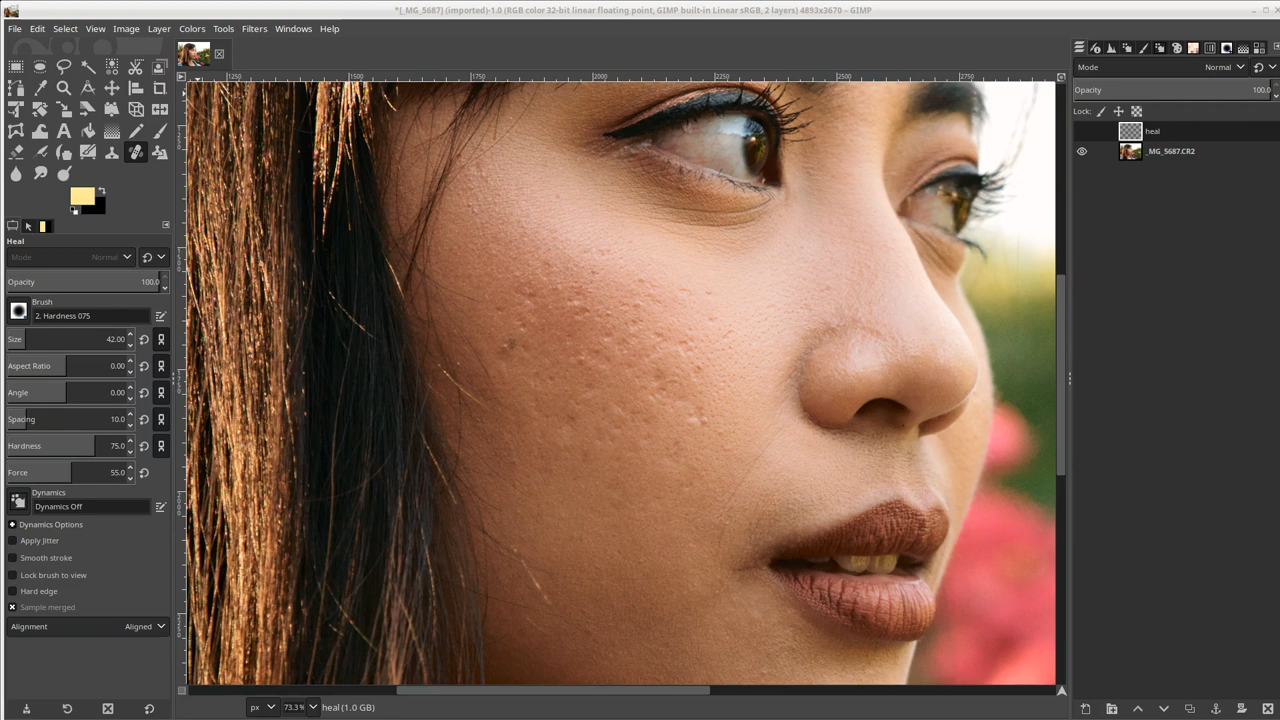 *[_MG_5687] (imported)-1.0 (RGB color 32-bit linear floating point, GIMP built-in Linear sRGB, 2 layers) 4893x3670 – GIMP
File Edit Select View Image Layer Colors Tools Filters Windows Help
1250 1500 1750 2000 2250 2500 2750
Mode Normal
Opacity 100.0
Lock:
heal
_MG_5687.CR2
Heal
Mode Normal
Opacity 100.0
Brush
2. Hardness 075
Size 42.00
Aspect Ratio 0.00
Angle 0.00
Spacing 10.0
Hardness 75.0
Force 55.0
Dynamics
Dynamics Off
Dynamics Options
Apply Jitter
Smooth stroke
Lock brush to view
Hard edge
Sample merged
Alignment Aligned
px 73.3% heal (1.0 GB)